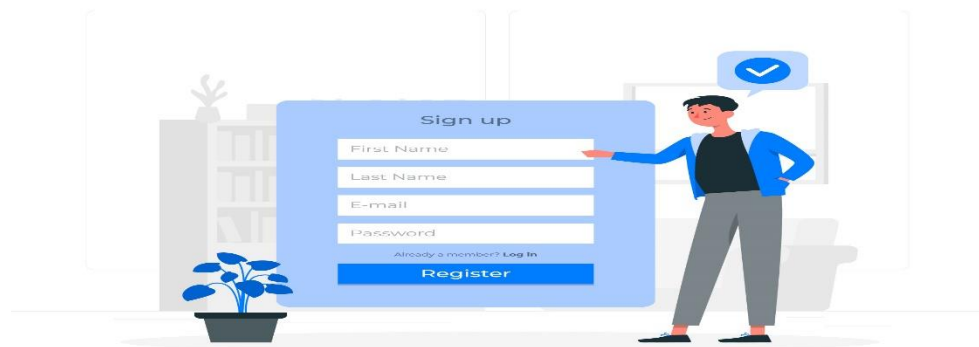 Sign up
First Name
Last Name
E-mail
Password
Already a member? Log in
Register